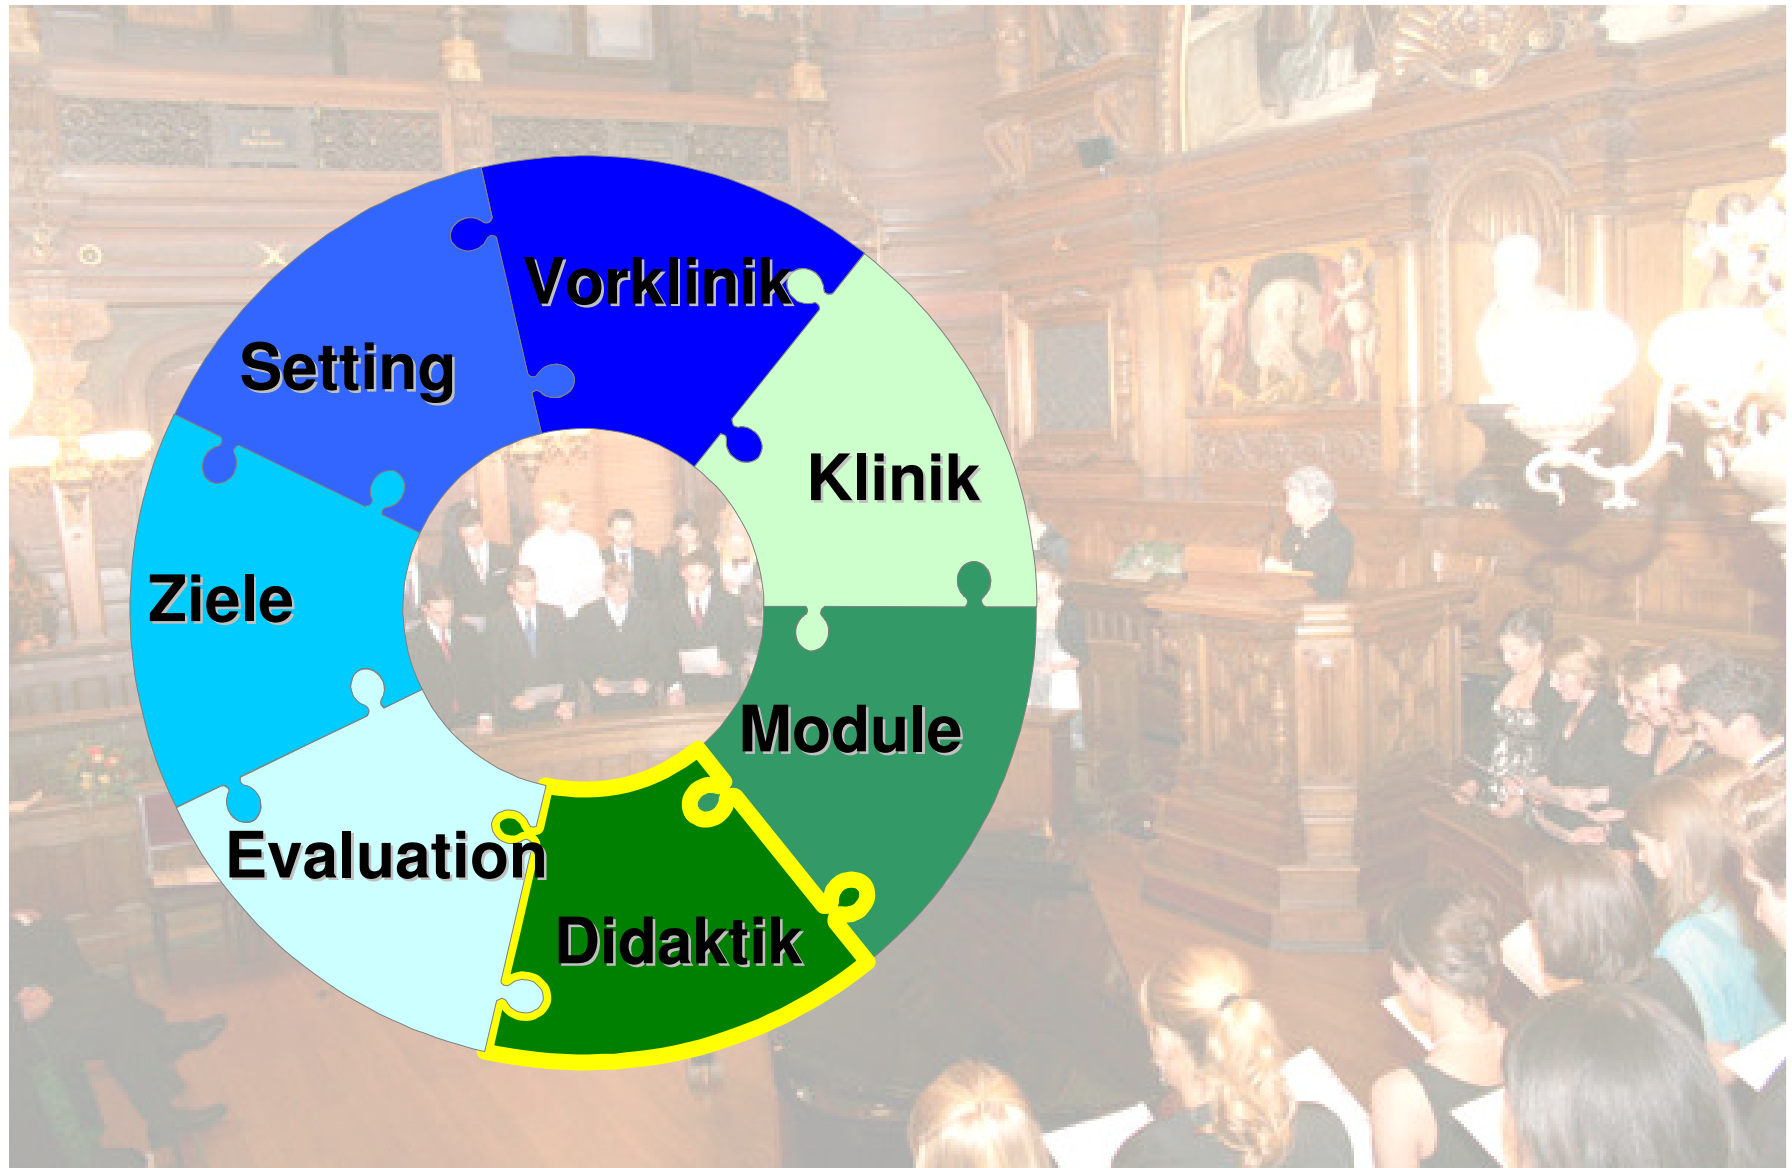 Vorklinik
Setting
Klinik
Ziele
Module
Evaluation
Didaktik